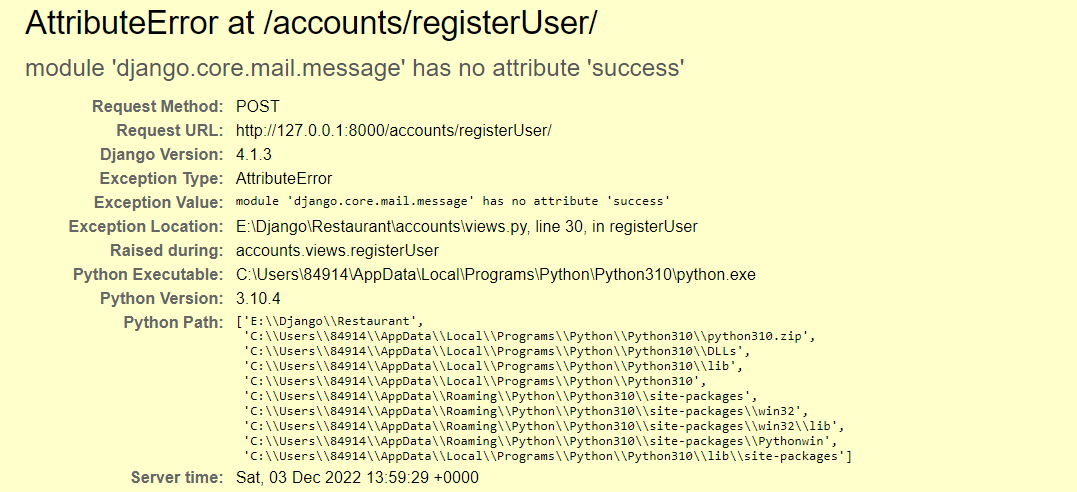 AttributeError at /accounts/registerUser/
module 'django.core.mail.message' has no attribute 'success'
Request Method: POST
Request URL: http://127.0.0.1:8000/accounts/registerUser/
Django Version: 4.1.3
Exception Type: AttributeError
Exception Value: module 'django.core.mail.message' has no attribute 'success'
Exception Location: E:\Django\Restaurant\accounts\views.py, line 30, in registerUser
Raised during: accounts.views.registerUser
Python Executable: C:\Users\84914\AppData\Local\Programs\Python\Python310\python.exe
Python Version: 3.10.4
Python Path: ['E:\\Django\\Restaurant',
'C:\\Users\\84914\\AppData\\Local\\Programs\\Python\\Python310\\python310.zip',
'C:\\Users\\84914\\AppData\\Local\\Programs\\Python\\Python310\\DLLs',
'C:\\Users\\84914\\AppData\\Local\\Programs\\Python\\Python310\\lib',
'C:\\Users\\84914\\AppData\\Local\\Programs\\Python\\Python310',
'C:\\Users\\84914\\AppData\\Roaming\\Python\\Python310\\site-packages',
'C:\\Users\\84914\\AppData\\Roaming\\Python\\Python310\\site-packages\\win32',
'C:\\Users\\84914\\AppData\\Roaming\\Python\\Python310\\site-packages\\win32\\lib',
'C:\\Users\\84914\\AppData\\Roaming\\Python\\Python310\\site-packages\\Pythonwin',
'C:\\Users\\84914\\AppData\\Local\\Programs\\Python\\Python310\\lib\\site-packages']
Server time: Sat, 03 Dec 2022 13:59:29 +0000